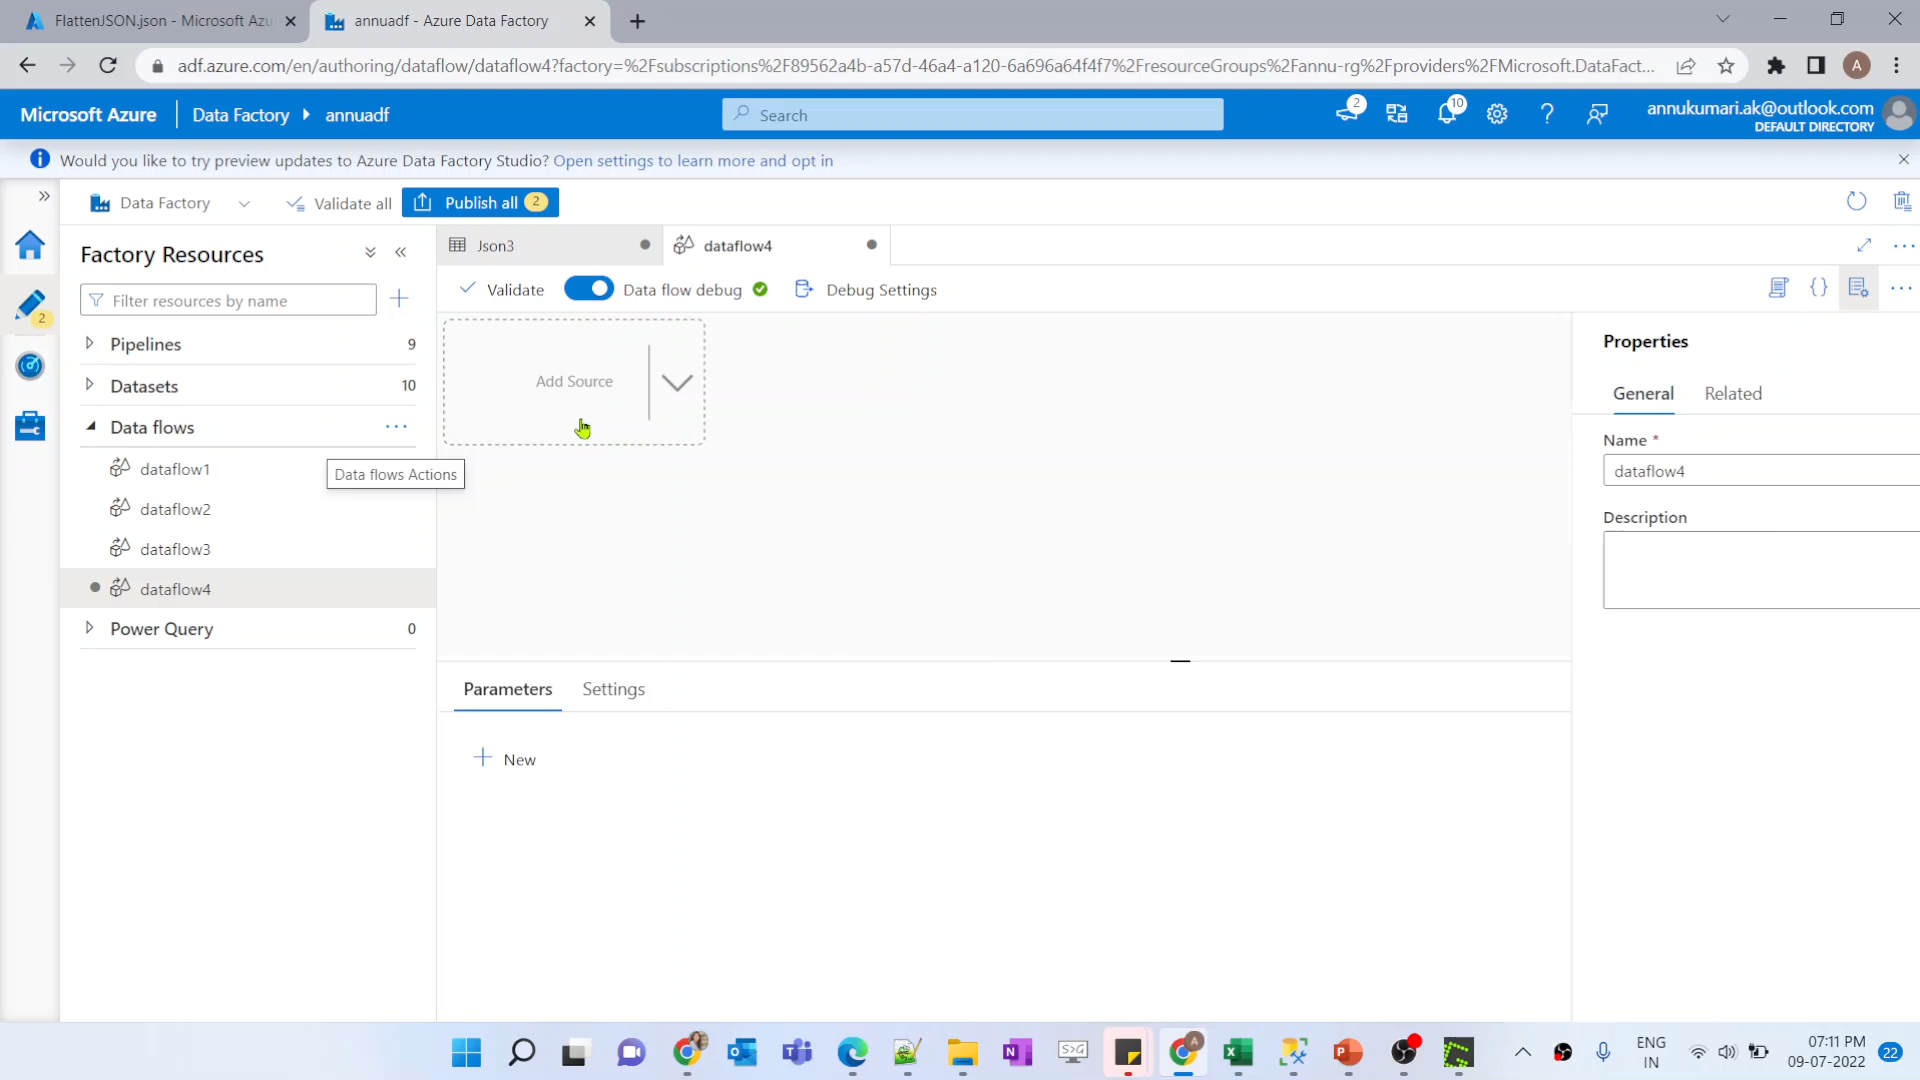 FlattenJSON.json - Microsoft Azu
annuadf - Azure Data Factory
adf.azure.com/en/authoring/dataflow/dataflow4?factory=%2Fsubscriptions%2F89562a4b-a57d-46a4-a120-6a696a64f4f7%2FresourceGroups%2Fannu-rg%2Fproviders%2FMicrosoft.DataFact...
A
Microsoft Azure
Data Factory
annuadf
Search
2
10
annukumari.ak@outlook.com
DEFAULT DIRECTORY
Would you like to try preview updates to Azure Data Factory Studio? Open settings to learn more and opt in
Data Factory
Validate all
Publish all
2
Factory Resources
Json3
dataflow4
Filter resources by name
2
Validate
Data flow debug
Debug Settings
Pipelines
9
Datasets
10
Data flows
dataflow1
dataflow2
dataflow3
dataflow4
Power Query
0
Data flows Actions
Add Source
Properties
General
Related
Name *
dataflow4
Description
Parameters
Settings
New
A
S>G
ENG
IN
07:11 PM
09-07-2022
22